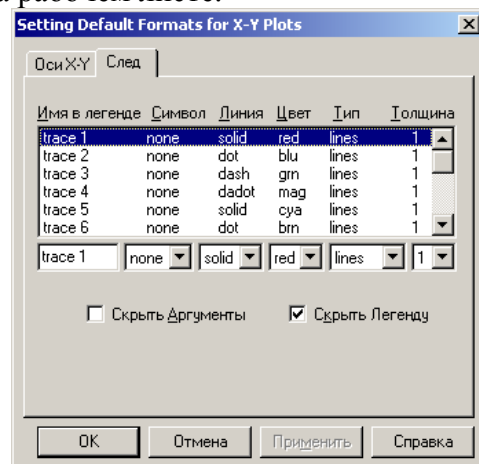 рабочем листе.
Setting Default Formats for X-Y Plots
Оси X-Y След
Имя в легенде Символ Линия Цвет Тип Толщина
trace 1 none solid red lines 1
trace 2 none dot blu lines 1
trace 3 none dash grn lines 1
trace 4 none dadot mag lines 1
trace 5 none solid cya lines 1
trace 6 none dot brn lines 1
trace 1 none solid red lines 1
Скрыть Аргументы Скрыть Легенду
OK Отмена Применить Справка